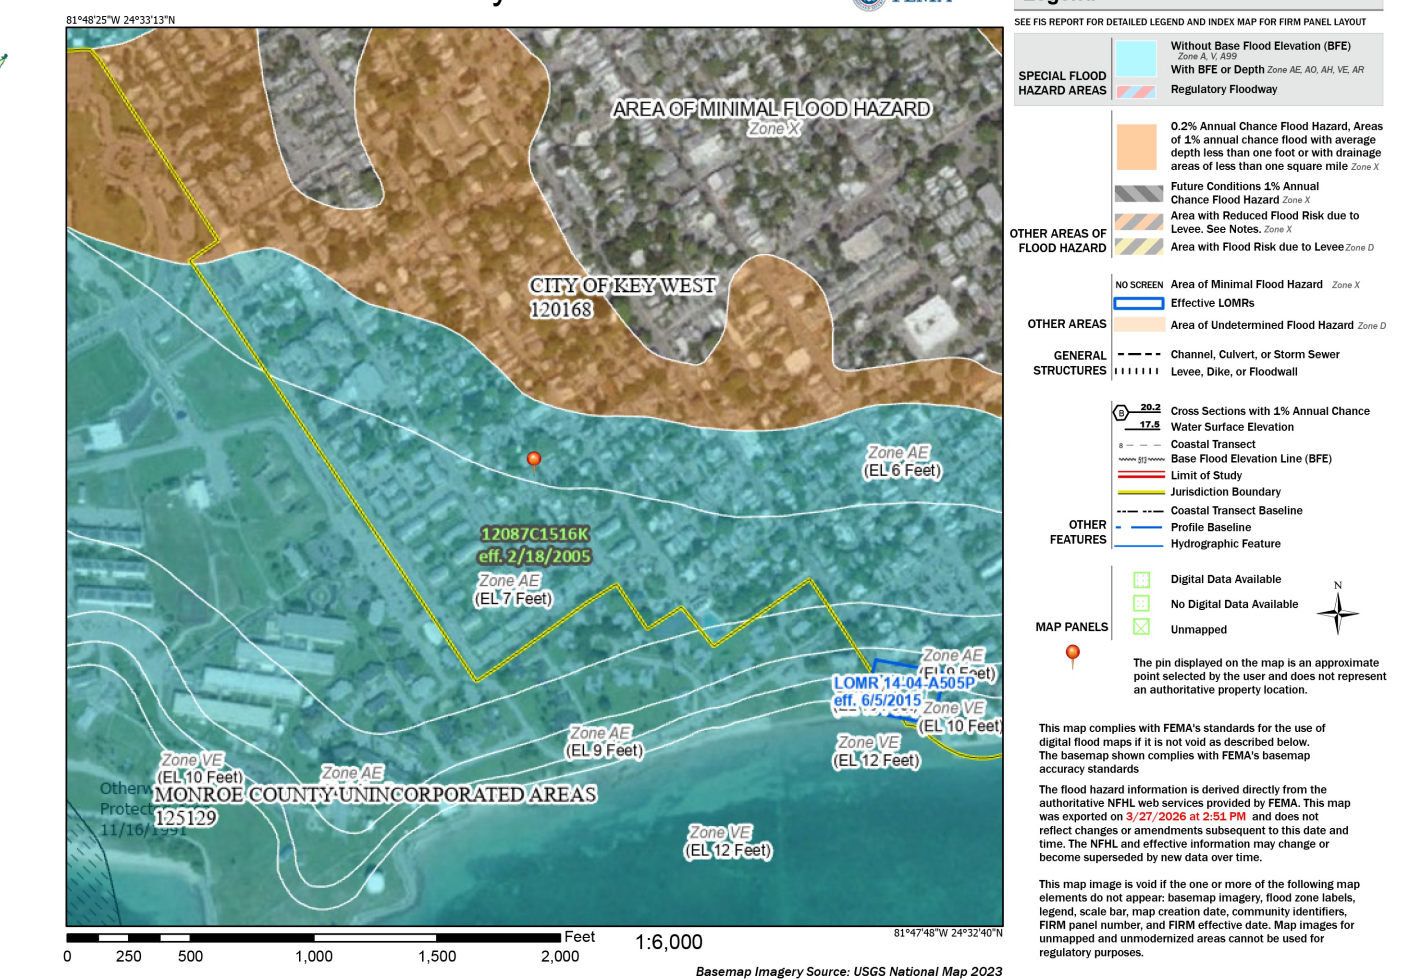 FEMA
81°48'25"W 24°33'13"N
AREA OF MINIMAL FLOOD HAZARD
Zone X
CITY OF KEY WEST
120168
Zone AE
(EL 6 Feet)
12087C1516K
eff. 2/18/2005
Zone AE
(EL 7 Feet)
Zone AE
(EL 9 Feet)
LOMR 14-04-A505P
eff. 6/5/2015
Zone VE
(EL 10 Feet)
Zone AE
(EL 9 Feet)
Zone VE
(EL 12 Feet)
Zone VE
(EL 10 Feet)
Zone AE
MONROE COUNTY UNINCORPORATED AREAS
125129
Otherw
Protect
11/16/1991
Zone VE
(EL 12 Feet)
81°47'48"W 24°32'40"N
0 250 500 1,000 1,500 2,000
Feet
1:6,000
Basemap Imagery Source: USGS National Map 2023
SEE FIS REPORT FOR DETAILED LEGEND AND INDEX MAP FOR FIRM PANEL LAYOUT
SPECIAL FLOOD
HAZARD AREAS
Without Base Flood Elevation (BFE)
Zone A, V, A99
With BFE or Depth Zone AE, AO, AH, VE, AR
Regulatory Floodway
OTHER AREAS OF
FLOOD HAZARD
0.2% Annual Chance Flood Hazard, Areas
of 1% annual chance flood with average
depth less than one foot or with drainage
areas of less than one square mile Zone X
Future Conditions 1% Annual
Chance Flood Hazard Zone X
Area with Reduced Flood Risk due to
Levee. See Notes. Zone X
Area with Flood Risk due to Levee Zone D
OTHER AREAS
NO SCREEN Area of Minimal Flood Hazard Zone X
Effective LOMRs
Area of Undetermined Flood Hazard Zone D
GENERAL
STRUCTURES
Channel, Culvert, or Storm Sewer
Levee, Dike, or Floodwall
OTHER
FEATURES
B 20.2 Cross Sections with 1% Annual Chance
17.5 Water Surface Elevation
8 Coastal Transect
513 Base Flood Elevation Line (BFE)
Limit of Study
Jurisdiction Boundary
Coastal Transect Baseline
Profile Baseline
Hydrographic Feature
MAP PANELS
Digital Data Available
No Digital Data Available
Unmapped
N
The pin displayed on the map is an approximate
point selected by the user and does not represent
an authoritative property location.
This map complies with FEMA's standards for the use of
digital flood maps if it is not void as described below.
The basemap shown complies with FEMA's basemap
accuracy standards
The flood hazard information is derived directly from the
authoritative NFHL web services provided by FEMA. This map
was exported on 3/27/2026 at 2:51 PM and does not
reflect changes or amendments subsequent to this date and
time. The NFHL and effective information may change or
become superseded by new data over time.
This map image is void if the one or more of the following map
elements do not appear: basemap imagery, flood zone labels,
legend, scale bar, map creation date, community identifiers,
FIRM panel number, and FIRM effective date. Map images for
unmapped and unmodernized areas cannot be used for
regulatory purposes.